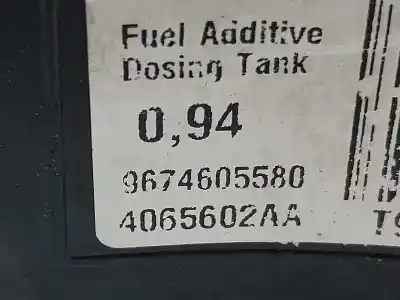 Fuel Additive
Dosing Tank
0,94
9674605580
4065602AA